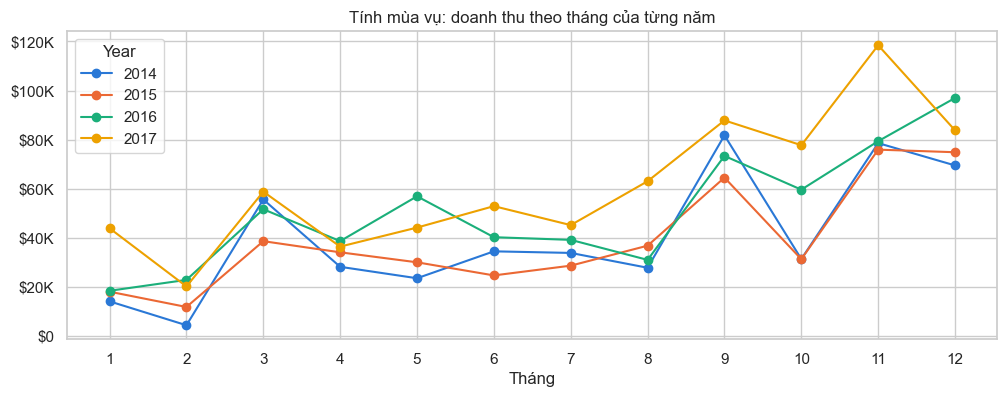 Tính mùa vụ: doanh thu theo tháng của từng năm
$120K
$100K
$80K
$60K
$40K
$20K
$0
Year
2014
2015
2016
2017
1 2 3 4 5 6 7 8 9 10 11 12
Tháng